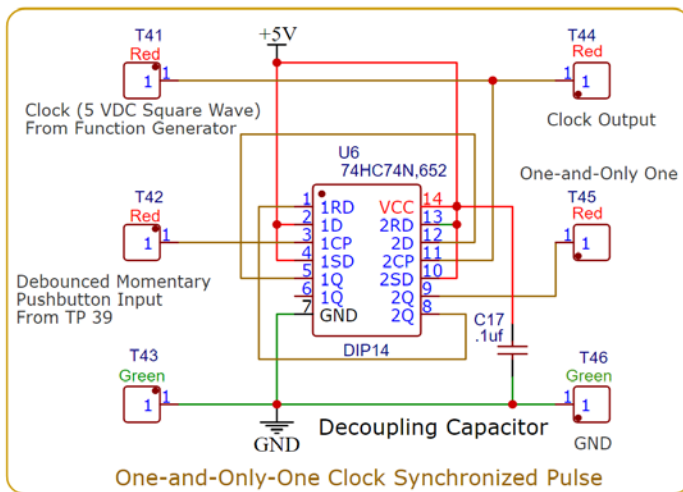 T41
Red
1
1
Clock (5 VDC Square Wave)
From Function Generator
+5V
T44
Red
1
1
Clock Output
U6
74HC74N,652
One-and-Only One
T42
Red
1
1
Debounced Momentary
Pushbutton Input
From TP 39
T45
Red
1
1
1 1RD VCC 14
2 1D 2RD 13
3 1CP 2D 12
4 1SD 2CP 11
5 1Q 2SD 10
6 1Q 2Q 9
7 GND 2Q 8
DIP14
C17
.1uf
T43
Green
1
1
GND
Decoupling Capacitor
T46
Green
1
1
GND
One-and-Only-One Clock Synchronized Pulse